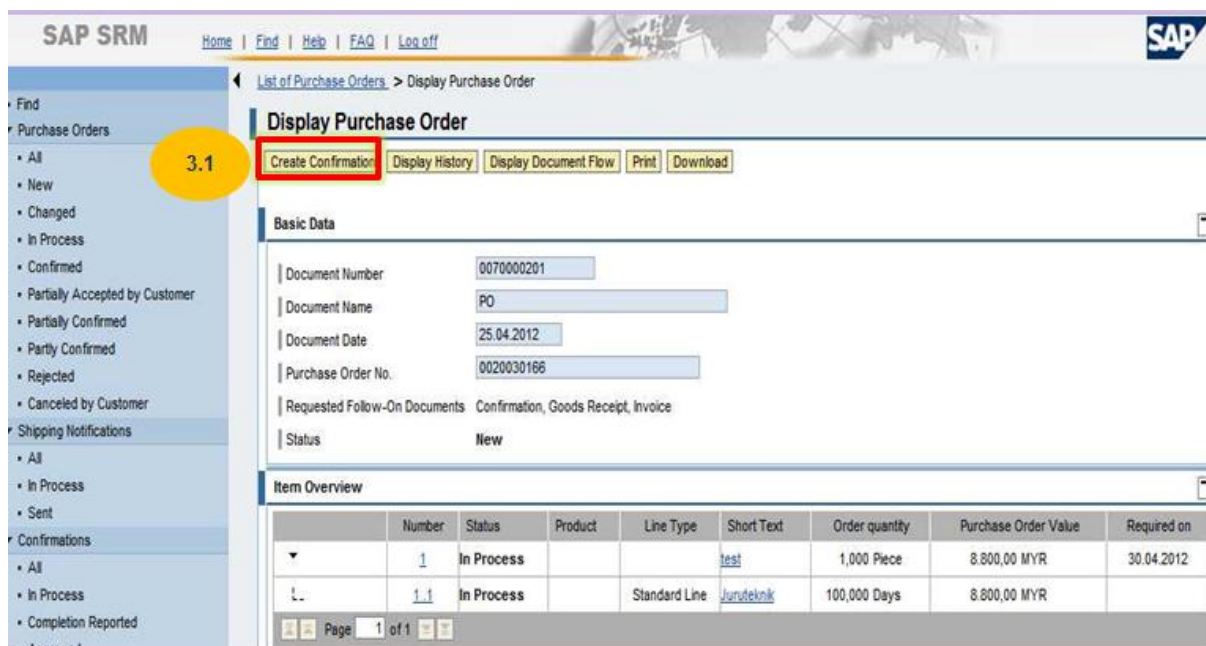 SAP SRM
Home | Find | Help | FAQ | Log off
SAP
List of Purchase Orders > Display Purchase Order
Find
Purchase Orders
• All
• New
• Changed
• In Process
• Confirmed
• Partially Accepted by Customer
• Partially Confirmed
• Partly Confirmed
• Rejected
• Canceled by Customer
Shipping Notifications
• All
• In Process
• Sent
Confirmations
• All
• In Process
• Completion Reported
3.1
Display Purchase Order
Create Confirmation Display History Display Document Flow Print Download
Basic Data
Document Number 0070000201
Document Name PO
Document Date 25.04.2012
Purchase Order No. 0020030166
Requested Follow-On Documents Confirmation, Goods Receipt, Invoice
Status New
Item Overview
Number Status Product Line Type Short Text Order quantity Purchase Order Value Required on
1 In Process test 1,000 Piece 8.800,00 MYR 30.04.2012
1.1 In Process Standard Line Juruteknik 100,000 Days 8.800,00 MYR
Page 1 of 1